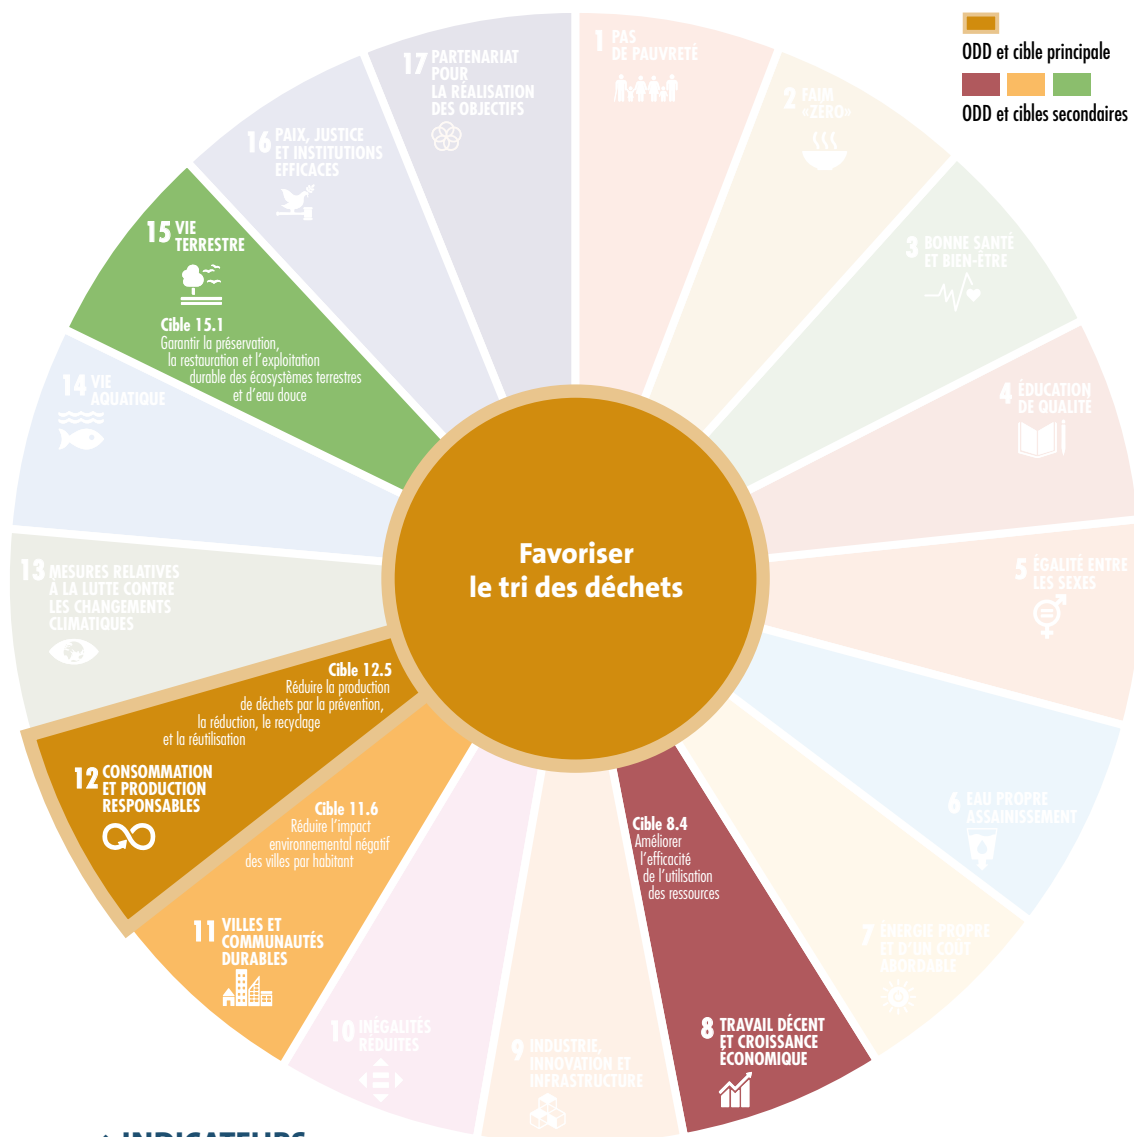 ODD et cible principale
ODD et cibles secondaires
1 PAS
DE PAUVRETÉ
2 FAIM
«ZERO»
3 BONNE SANTÉ
ET BIEN-ÊTRE
4 ÉDUCATION
DE QUALITÉ
5 ÉGALITÉ ENTRE
LES SEXES
6 EAU PROPRE
ASSAINISSEMENT
7 ÉNERGIE PROPRE
ET D'UN COÛT
ABORDABLE
Cible 8.4
Améliorer
l'efficacité
de l'utilisation
des ressources
8 TRAVAIL DÉCENT
ET CROISSANCE
ÉCONOMIQUE
9 INDUSTRIE,
INNOVATION ET
INFRASTRUCTURE
10 INÉGALITÉS
RÉDUITES
Cible 11.6
Réduire l'impact
environnemental négatif
des villes par habitant
11 VILLES ET
COMMUNAUTÉS
DURABLES
Cible 12.5
Réduire la production
de déchets par la prévention,
la réduction, le recyclage
et la réutilisation
12 CONSOMMATION
ET PRODUCTION
RESPONSABLES
13 MESURES RELATIVES
À LA LUTTE CONTRE
LES CHANGEMENTS
CLIMATIQUES
14 VIE
AQUATIQUE
15 VIE
TERRESTRE
Cible 15.1
Garantir la préservation,
la restauration et l'exploitation
durable des écosystèmes terrestres
et d'eau douce
16 PAIX, JUSTICE
ET INSTITUTIONS
EFFICACES
17 PARTENARIAT
POUR
LA RÉALISATION
DES OBJECTIFS
Favoriser
le tri des déchets
INDICATEURS